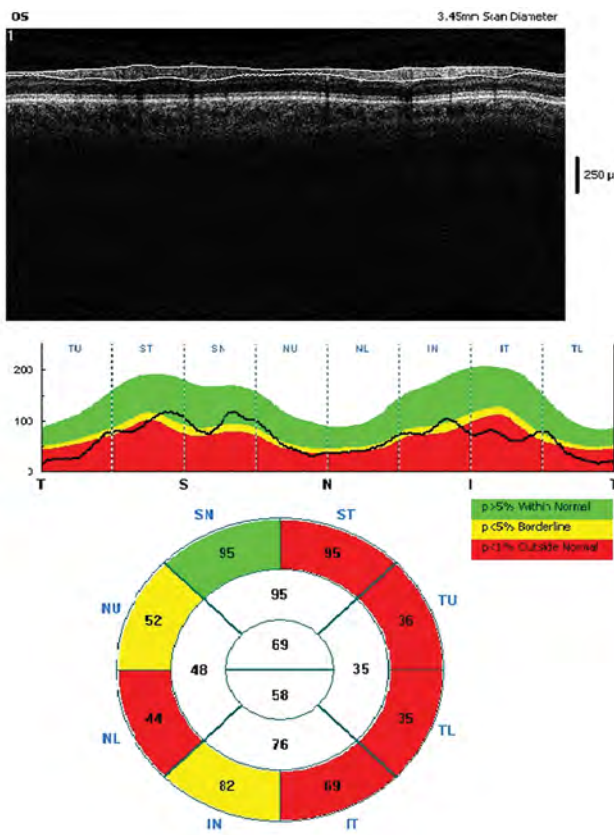 OS 3.45mm Scan Diameter
1
250 µ
TU ST SN NU NL IN IT TL
200
100
0
T S N I T
p>5% Within Normal
p<5% Borderline
p<1% Outside Normal
SN ST
95 95
NU TU
52 95 36
69
48 35
58
44 76 35
NL TL
82 69
IN IT